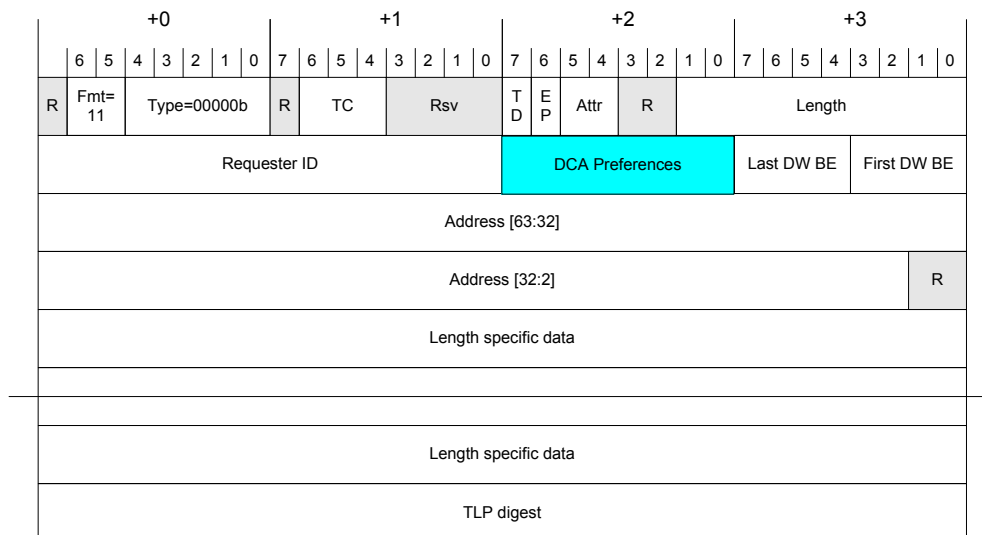 +0 +1 +2 +3
6 5 4 3 2 1 0 7 6 5 4 3 2 1 0 7 6 5 4 3 2 1 0 7 6 5 4 3 2 1 0
R Fmt= 11 Type=00000b R TC Rsv T D E P Attr R Length
Requester ID DCA Preferences Last DW BE First DW BE
Address [63:32]
Address [32:2] R
Length specific data
Length specific data
TLP digest